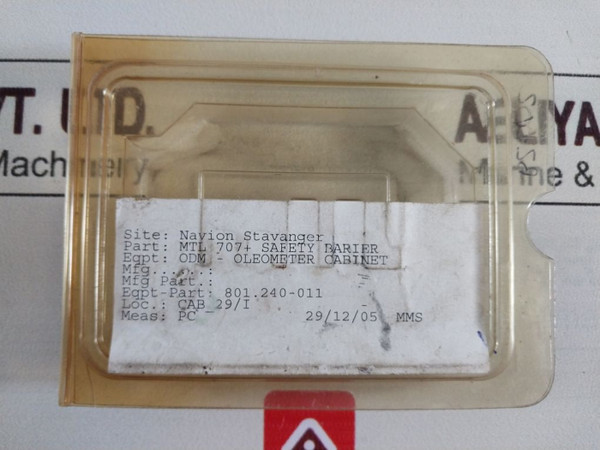 VT. LTD.
Machinery
AELIYA
Marine &
Site: Navion Stavanger
Part: MTL 707+ SAFETY BARIER
Eqpt: ODM - OLEOMETER CABINET
Mfg.....:
Mfg Part.:
Eqpt-Part: 801.240-011
Loc.: CAB 29/I
Meas: PC 29/12/05 MMS